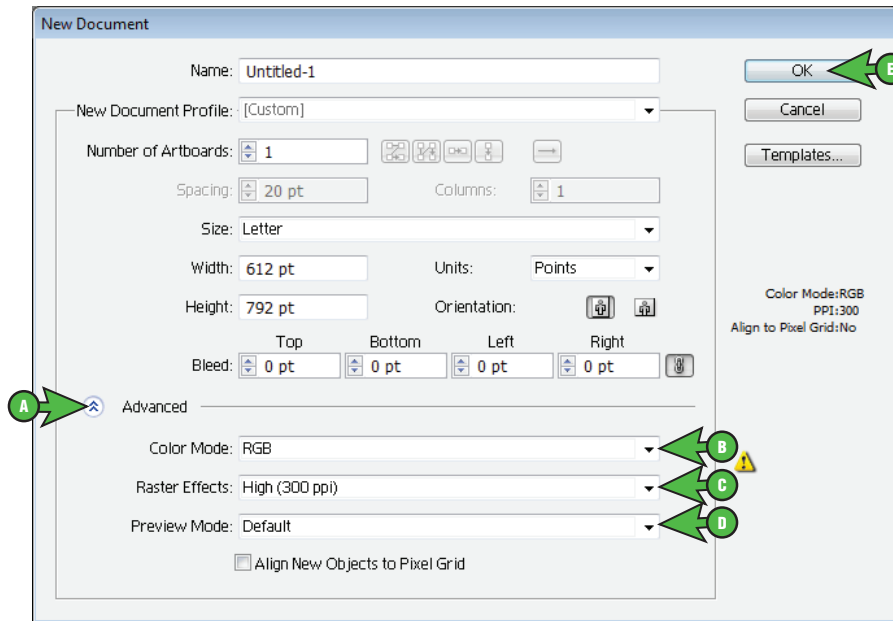 New Document
Name: Untitled-1
OK
E
New Document Profile: [Custom]
Cancel
Number of Artboards: 1
Templates...
Spacing: 20 pt Columns: 1
Size: Letter
Width: 612 pt Units: Points
Height: 792 pt Orientation:
Color Mode:RGB
PPI:300
Align to Pixel Grid:No
Top Bottom Left Right
Bleed: 0 pt 0 pt 0 pt 0 pt
A Advanced
Color Mode: RGB B
Raster Effects: High (300 ppi) C
Preview Mode: Default D
Align New Objects to Pixel Grid